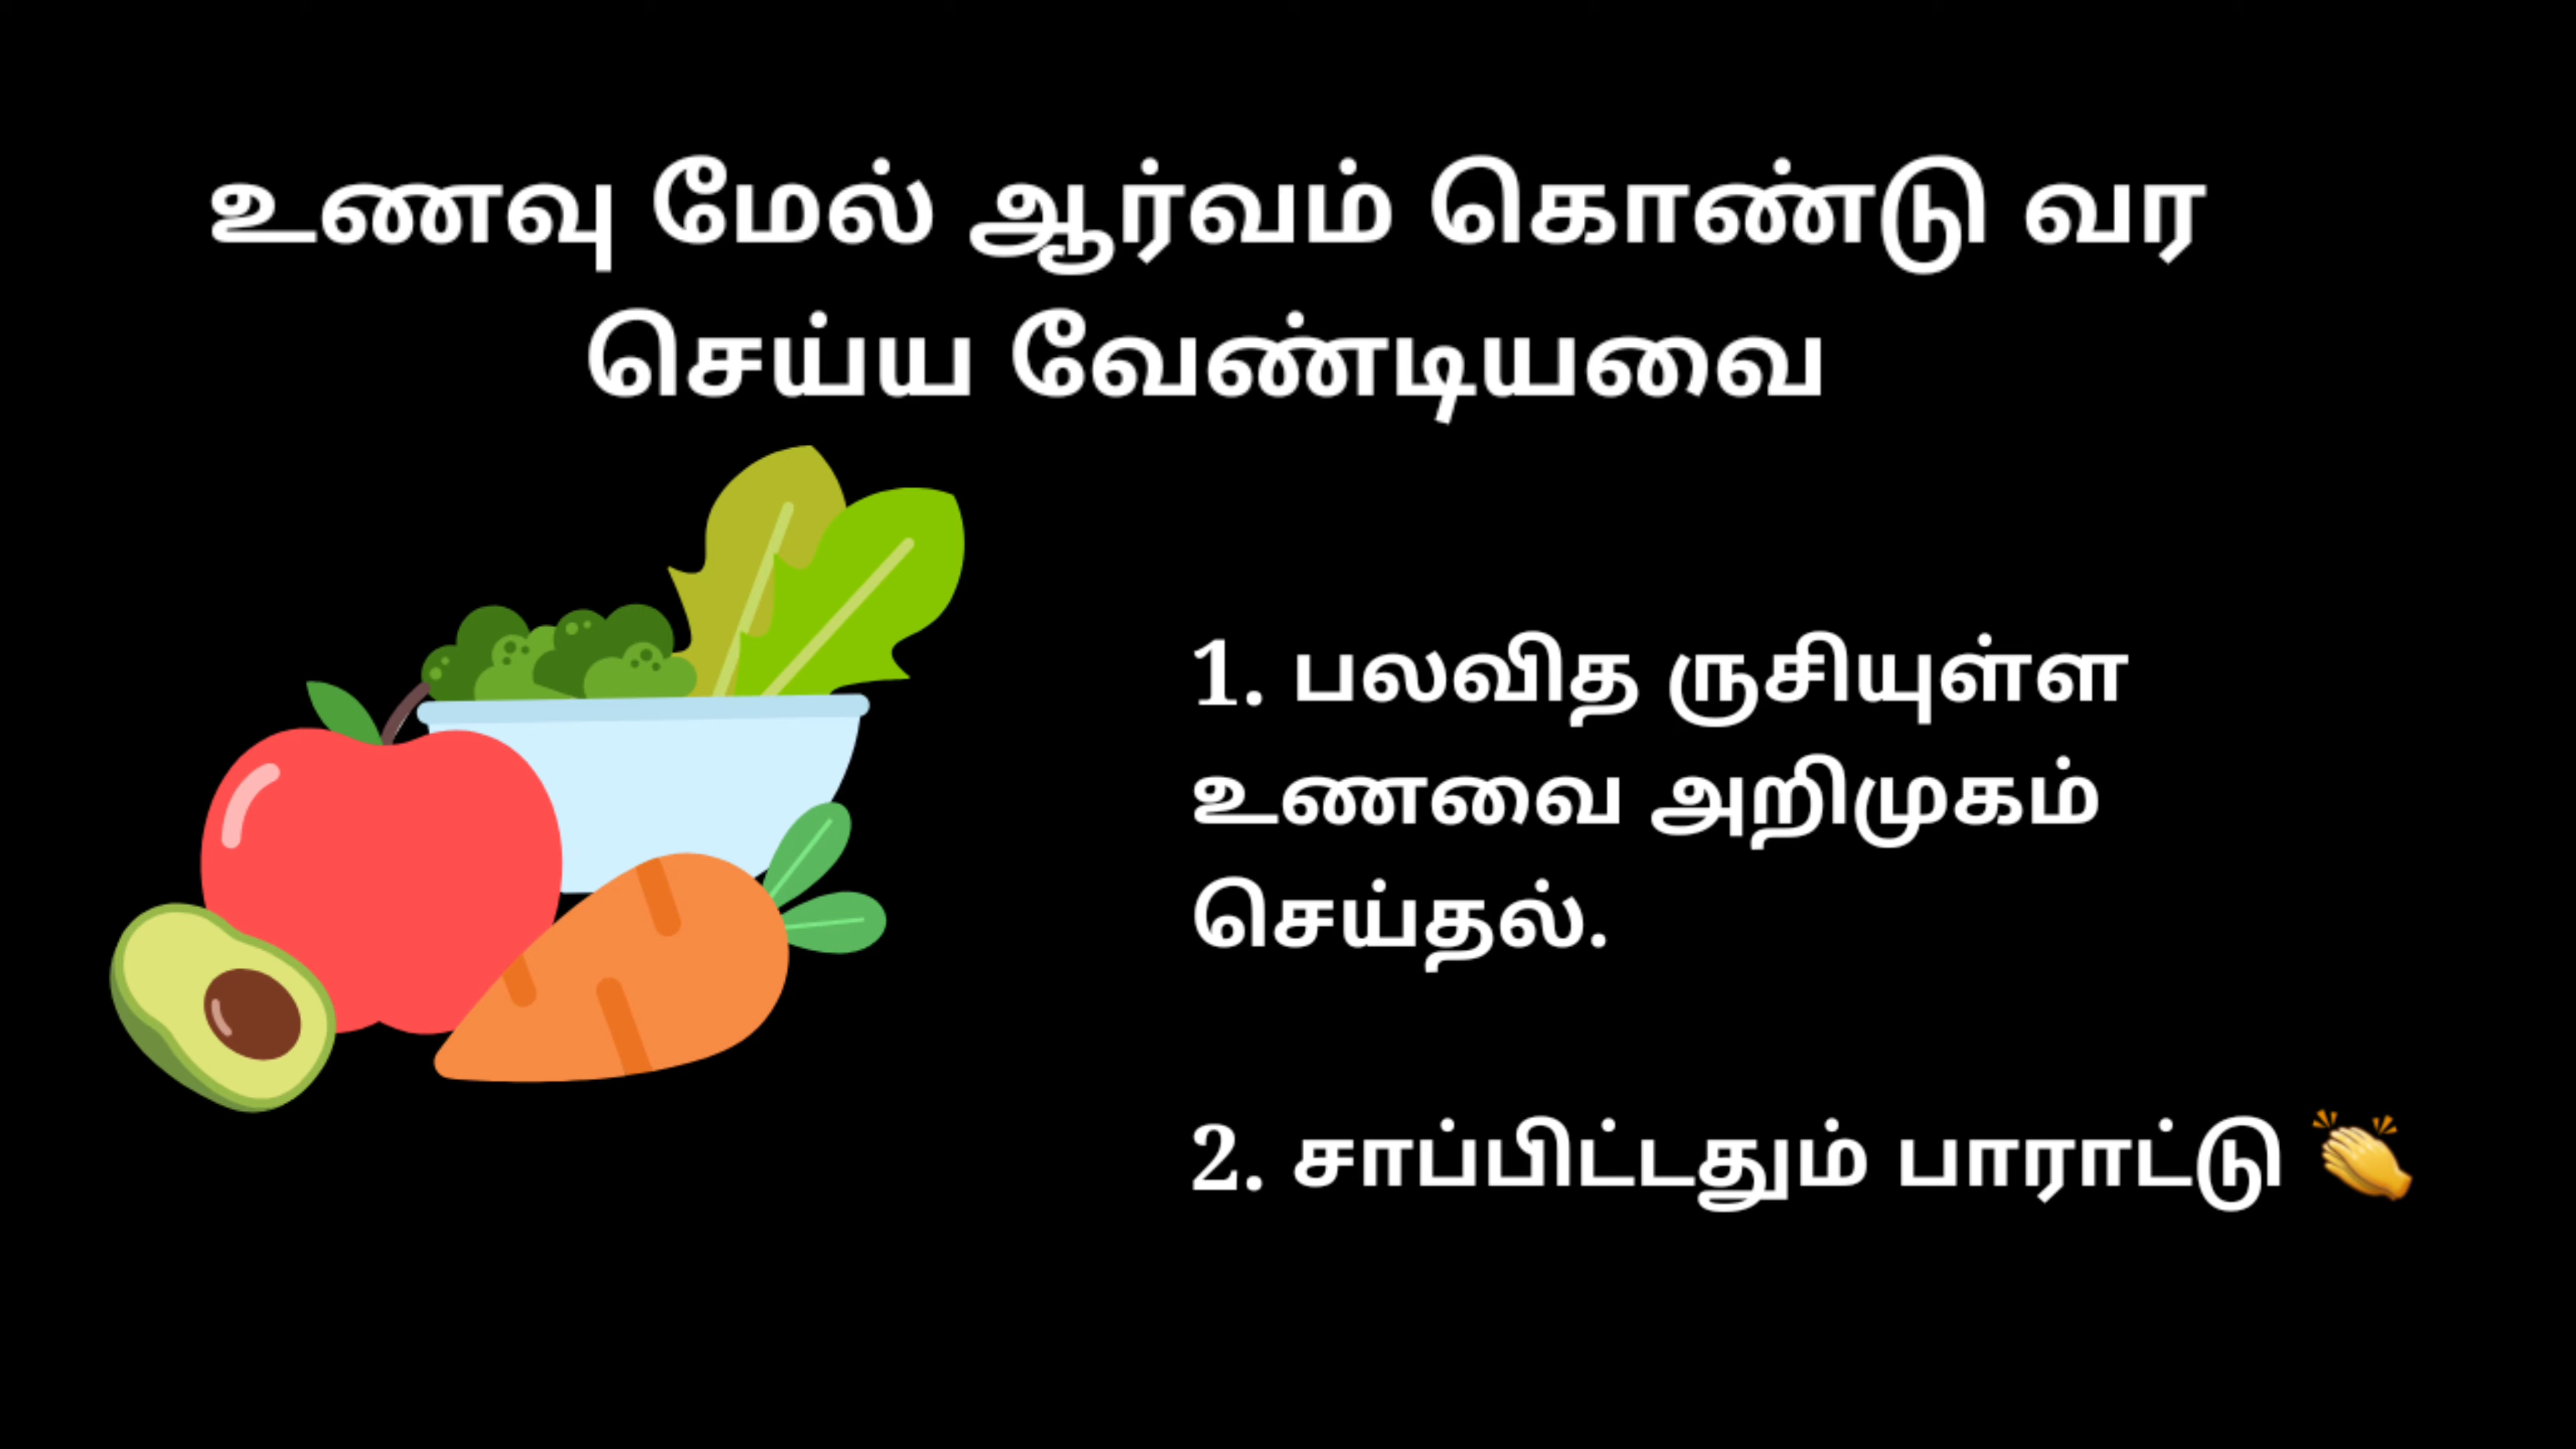 உணவு மேல் ஆர்வம் கொண்டு வர
செய்ய வேண்டியவை
1. பலவித ருசியுள்ள
உணவை அறிமுகம்
செய்தல்.
2. சாப்பிட்டதும் பாராட்டு 👏